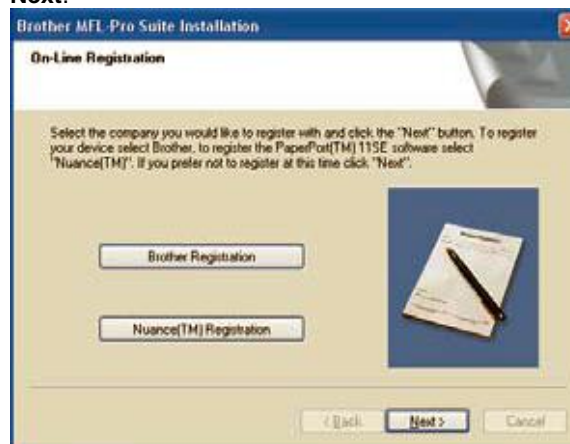 Next.
Brother MFL-Pro Suite Installation
On-Line Registration
Select the company you would like to register with and click the "Next" button. To register
your device select Brother, to register the PaperPort(TM) 11SE software select
"Nuance(TM)". If you prefer not to register at this time click "Next".
Brother Registration
Nuance(TM) Registration
< Back
Next >
Cancel